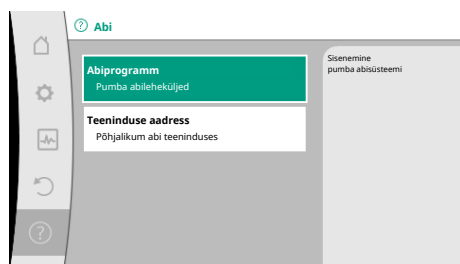 Abi
Abiprogramm
Pumba abileheküljed
Teeninduse aadress
Põhjalikum abi teeninduses
Sisenemine
pumba abisüsteemi